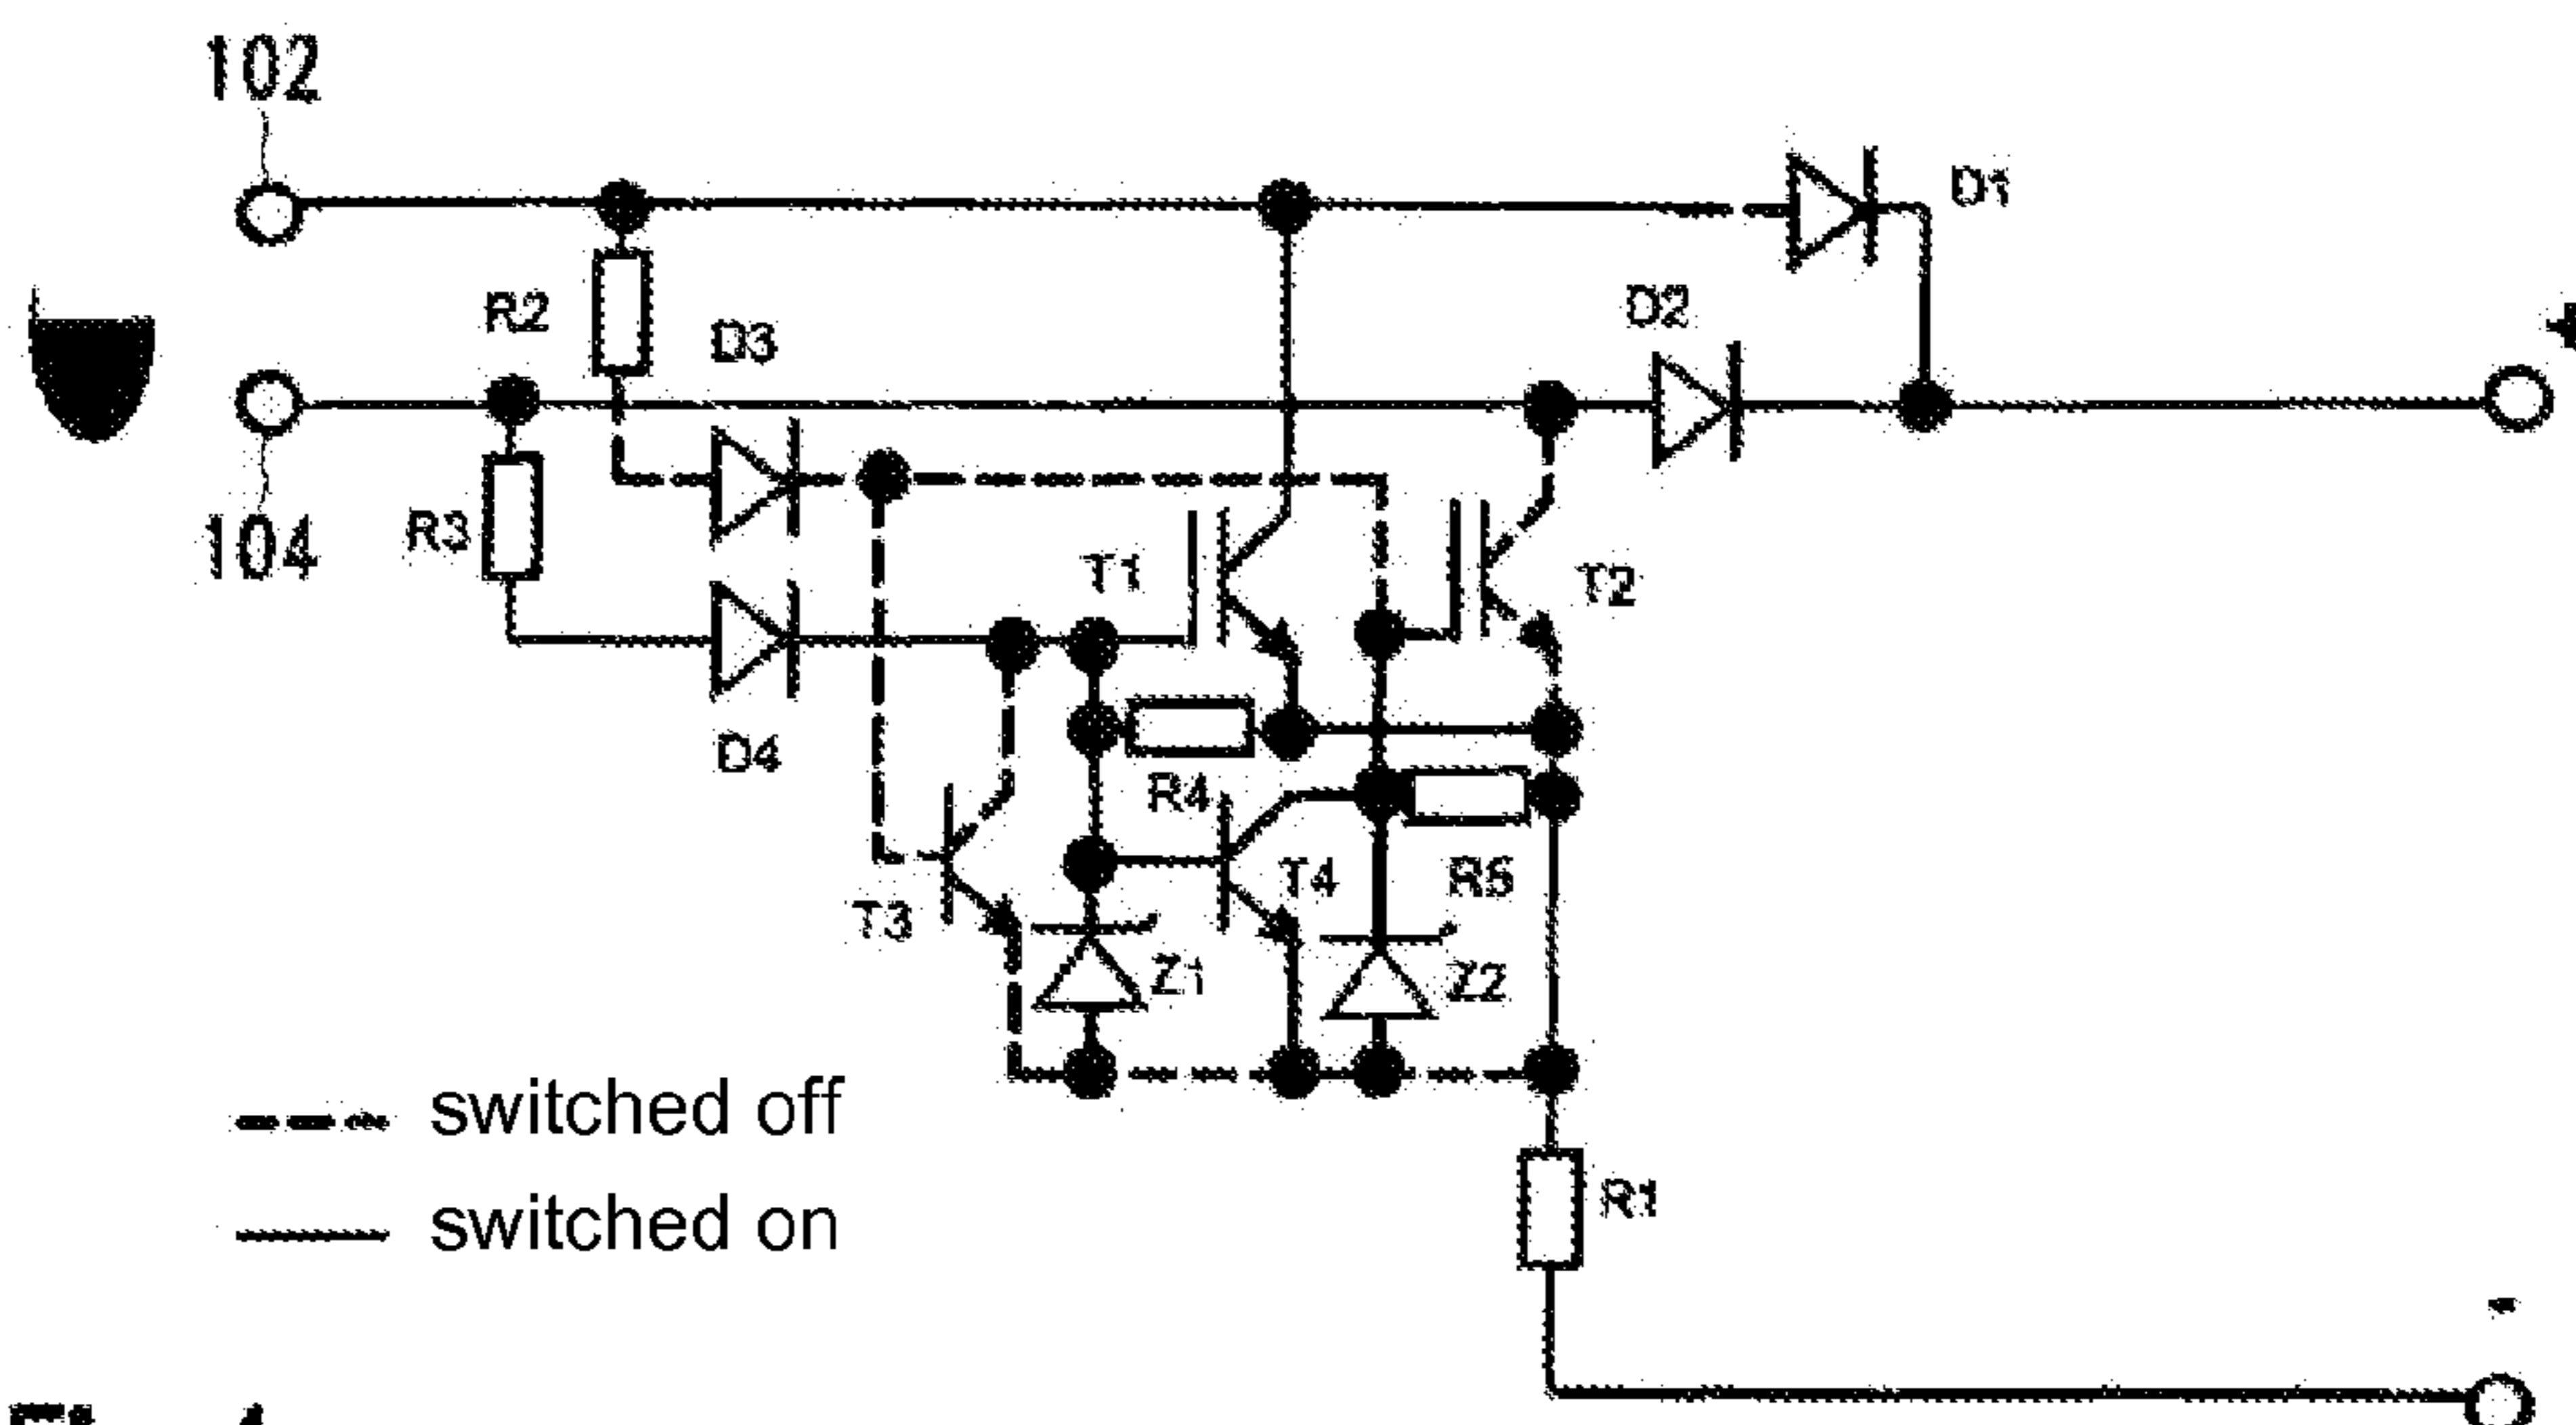 102
D1
R2
D3
D2
+
104
R3
T1
T2
D4
R4
T3
T4
R5
Z1
Z2
switched off
switched on
R1
-